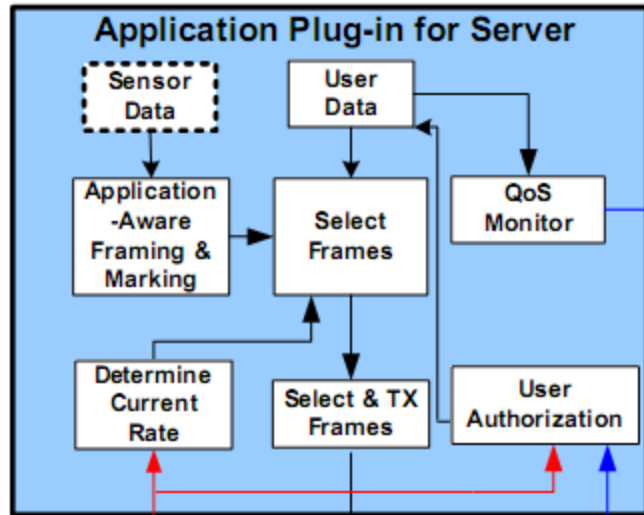 Application Plug-in for Server
Sensor
Data
User
Data
Application
-Aware
Framing &
Marking
Select
Frames
QoS
Monitor
Determine
Current
Rate
Select & TX
Frames
User
Authorization